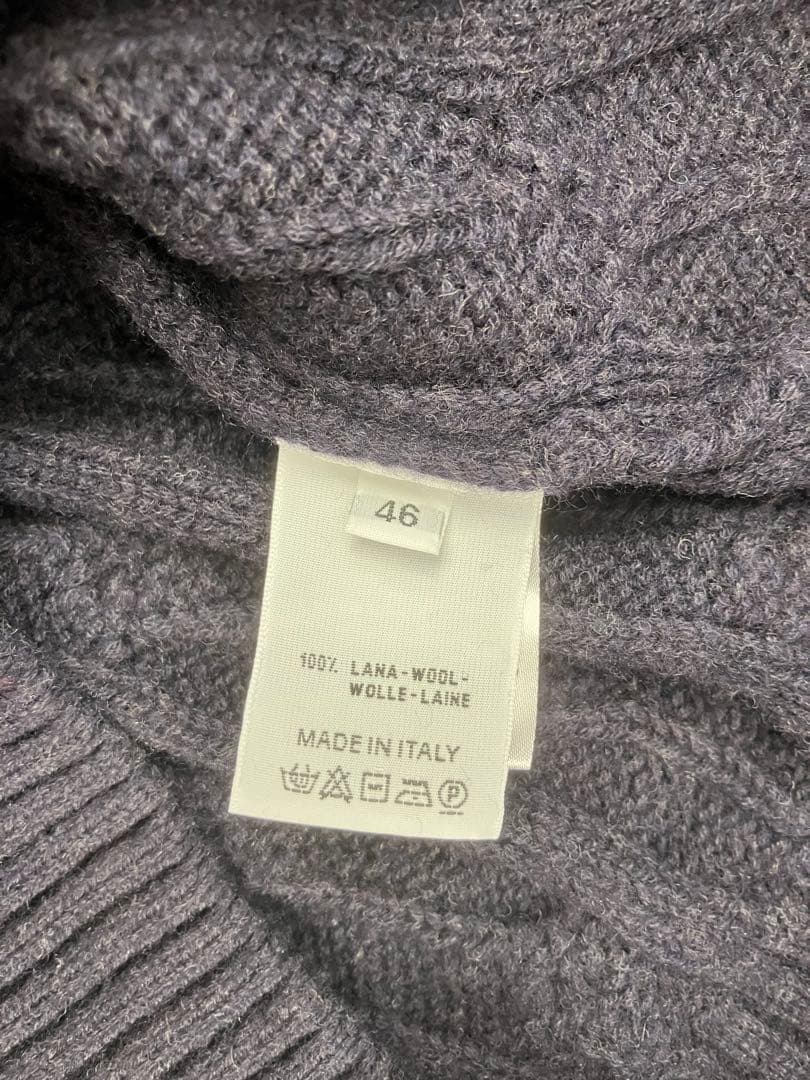 46
100% LANA-WOOL-
WOLLE-LAINE
MADE IN ITALY
P